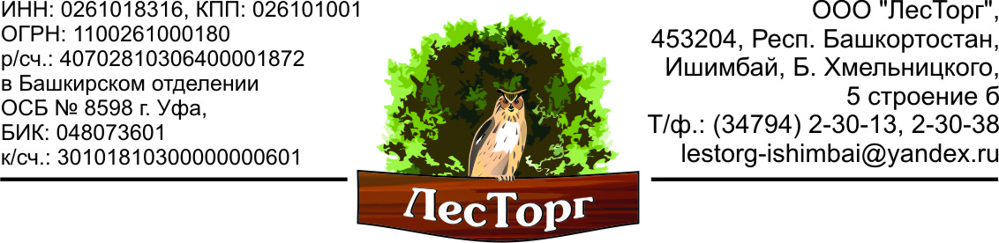 ИНН: 0261018316, КПП: 026101001
ОГРН: 1100261000180
р/сч.: 40702810306400001872
в Башкирском отделении
ОСБ № 8598 г. Уфа,
БИК: 048073601
к/сч.: 30101810300000000601
ЛесТорг
ООО "ЛесТорг",
453204, Респ. Башкортостан,
Ишимбай, Б. Хмельницкого,
5 строение б
Т/ф.: (34794) 2-30-13, 2-30-38
lestorg-ishimbai@yandex.ru